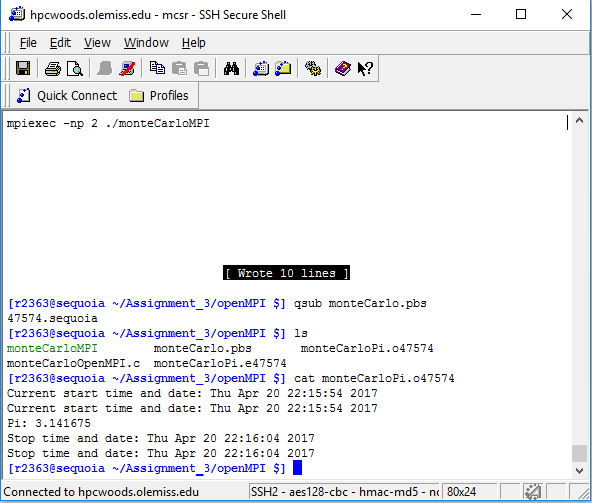 hpcwoods.olemiss.edu - mcsr - SSH Secure Shell
File Edit View Window Help
Quick Connect Profiles
mpiexec -np 2 ./monteCarloMPI
[ Wrote 10 lines ]
[r2363@sequoia ~/Assignment_3/openMPI $] qsub monteCarlo.pbs
47574.sequoia
[r2363@sequoia ~/Assignment_3/openMPI $] ls
monteCarloMPI monteCarlo.pbs monteCarloPi.o47574
monteCarloOpenMPI.c monteCarloPi.e47574
[r2363@sequoia ~/Assignment_3/openMPI $] cat monteCarloPi.o47574
Current start time and date: Thu Apr 20 22:15:54 2017
Current start time and date: Thu Apr 20 22:15:54 2017
Pi: 3.141675
Stop time and date: Thu Apr 20 22:16:04 2017
Stop time and date: Thu Apr 20 22:16:04 2017
[r2363@sequoia ~/Assignment_3/openMPI $]
Connected to hpcwoods.olemiss.edu SSH2 - aes128-cbc - hmac-md5 - no 80x24